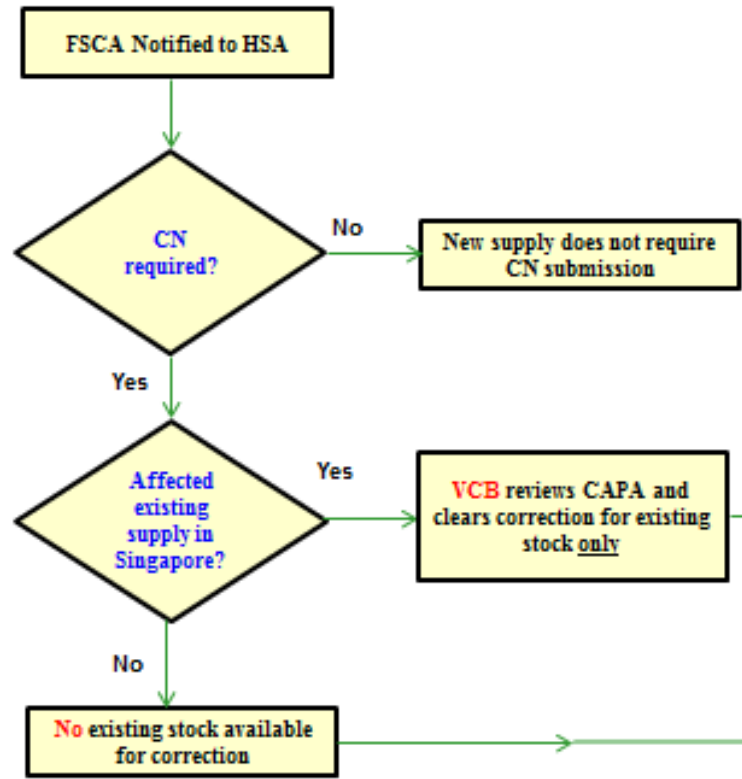 FSCA Notified to HSA
CN
required?
No
New supply does not require
CN submission
Yes
Affected
existing
supply in
Singapore?
Yes
VCB reviews CAPA and
clears correction for existing
stock only
No
No existing stock available
for correction